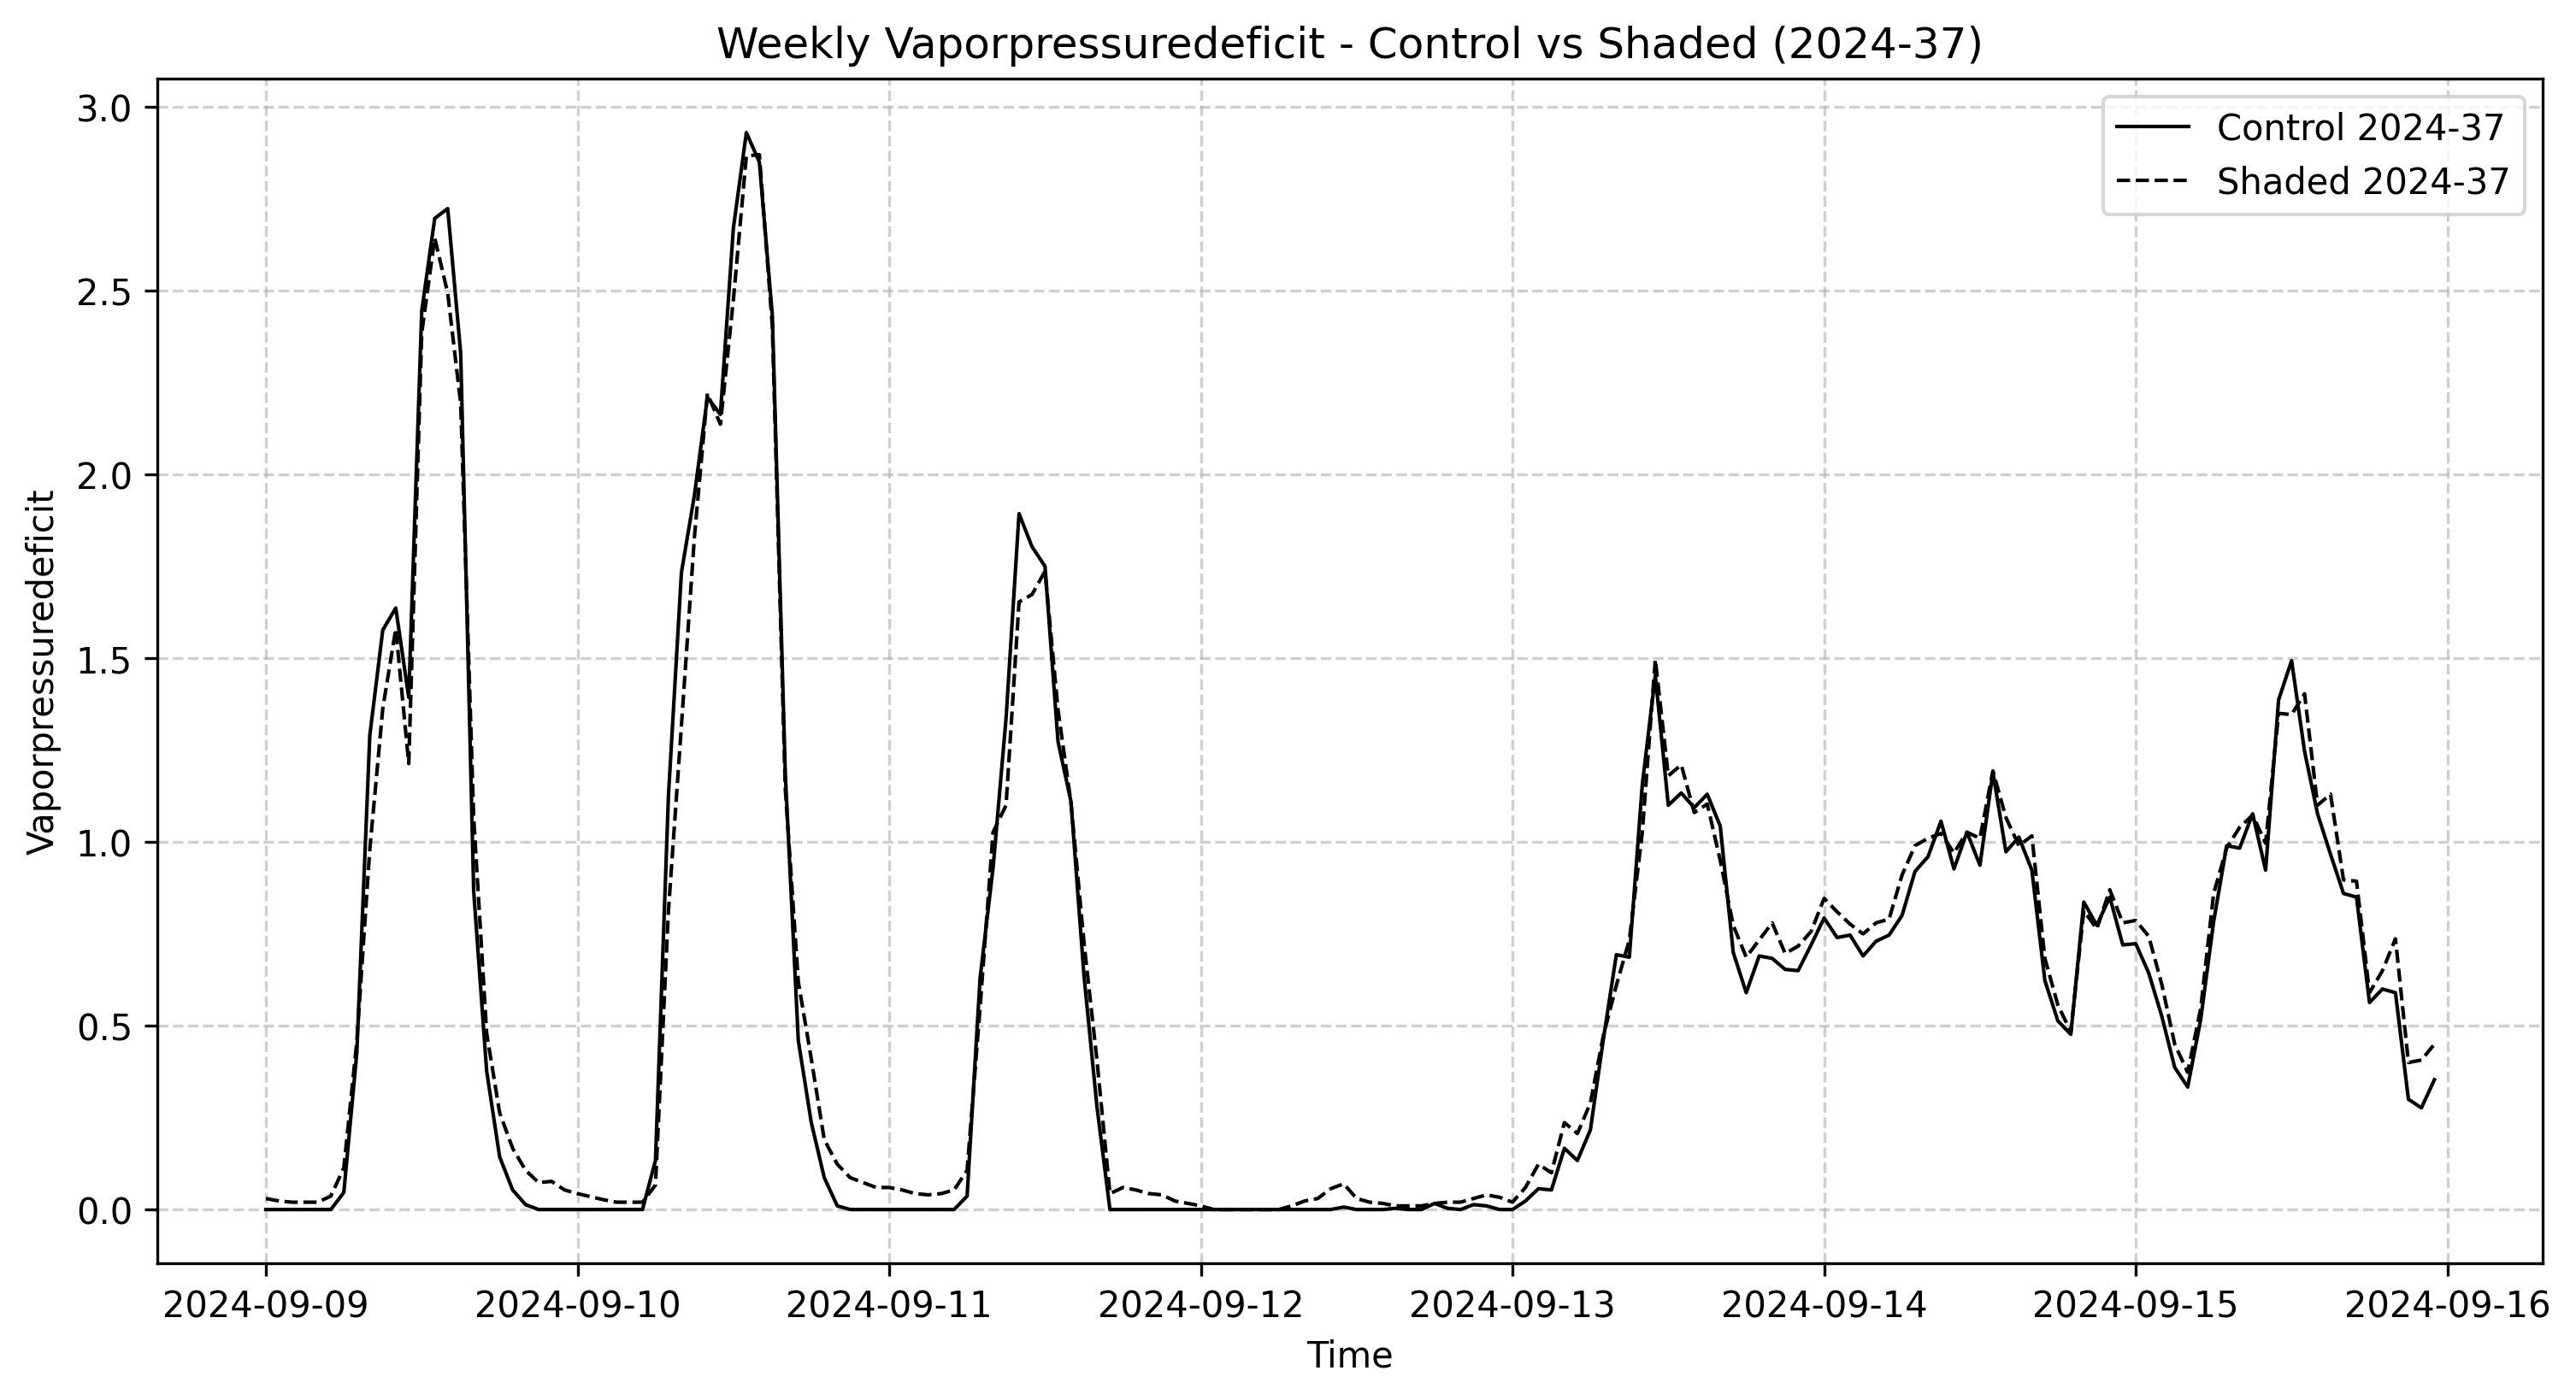 Weekly Vaporpressuredeficit - Control vs Shaded (2024-37)
3.0
2.5
2.0
1.5
1.0
0.5
0.0
Vaporpressuredeficit
Control 2024-37
Shaded 2024-37
2024-09-09 2024-09-10 2024-09-11 2024-09-12 2024-09-13 2024-09-14 2024-09-15 2024-09-16
Time